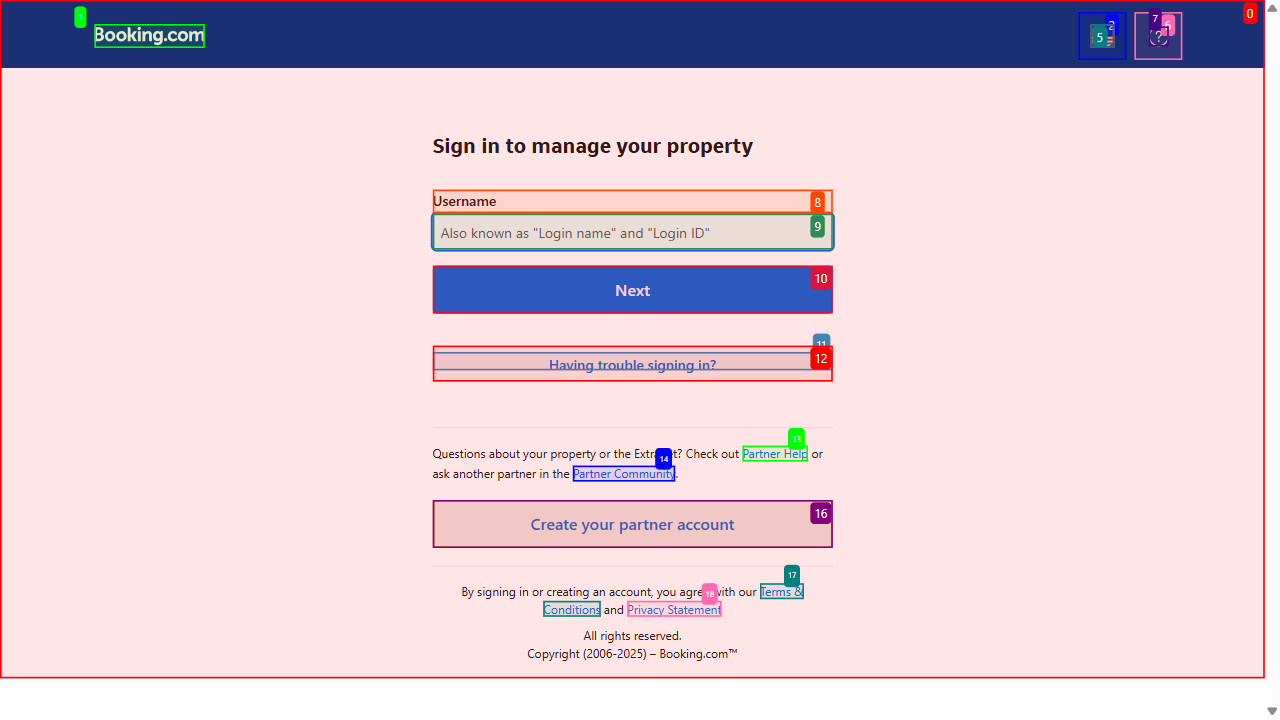 1
0
Booking.com
2
5
7
6
?
Sign in to manage your property
Username 8
Also known as "Login name" and "Login ID" 9
Next 10
11
Having trouble signing in? 12
13
Questions about your property or the Extranet? Check out Partner Help or
14
ask another partner in the Partner Community.
Create your partner account 16
17
By signing in or creating an account, you agree with our Terms &
18
Conditions and Privacy Statement
All rights reserved.
Copyright (2006-2025) – Booking.com™